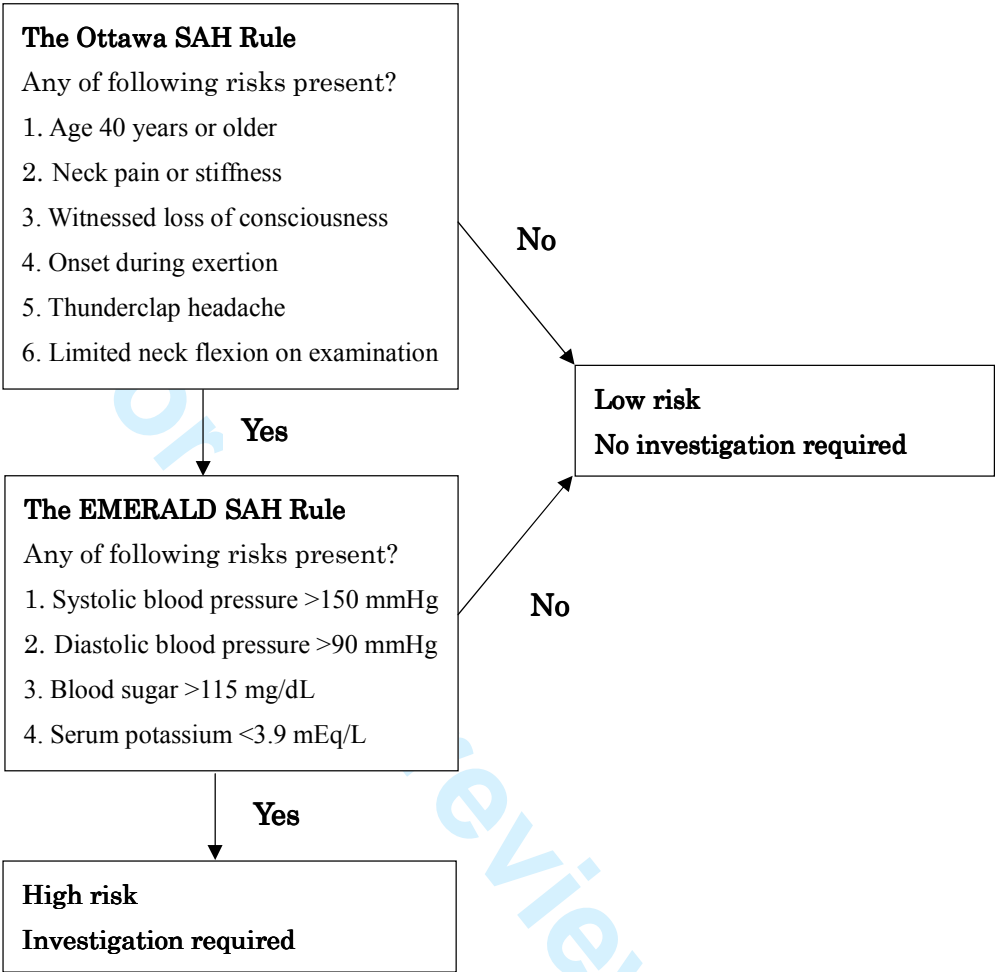 The Ottawa SAH Rule
Any of following risks present?
1. Age 40 years or older
2. Neck pain or stiffness
3. Witnessed loss of consciousness
4. Onset during exertion
5. Thunderclap headache
6. Limited neck flexion on examination
No
Low risk
No investigation required
Yes
The EMERALD SAH Rule
Any of following risks present?
1. Systolic blood pressure >150 mmHg
2. Diastolic blood pressure >90 mmHg
3. Blood sugar >115 mg/dL
4. Serum potassium <3.9 mEq/L
No
Yes
High risk
Investigation required